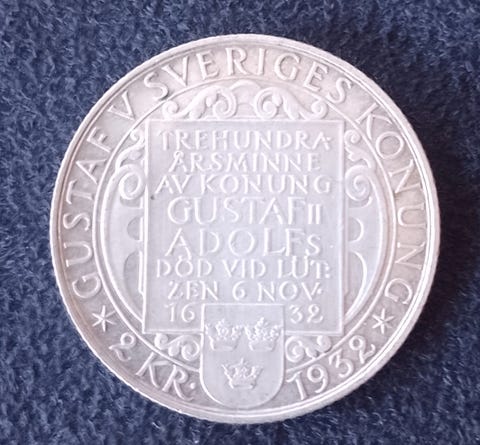 GUSTAF V SVERIGES KONUNG
TREHUNDRA-
ÅRSMINNE
AV KONUNG
GUSTAF II
ADOLFS
DÖD VID LÜT-
ZEN 6 NOV.
16 32
* 2 KR. 1932 *